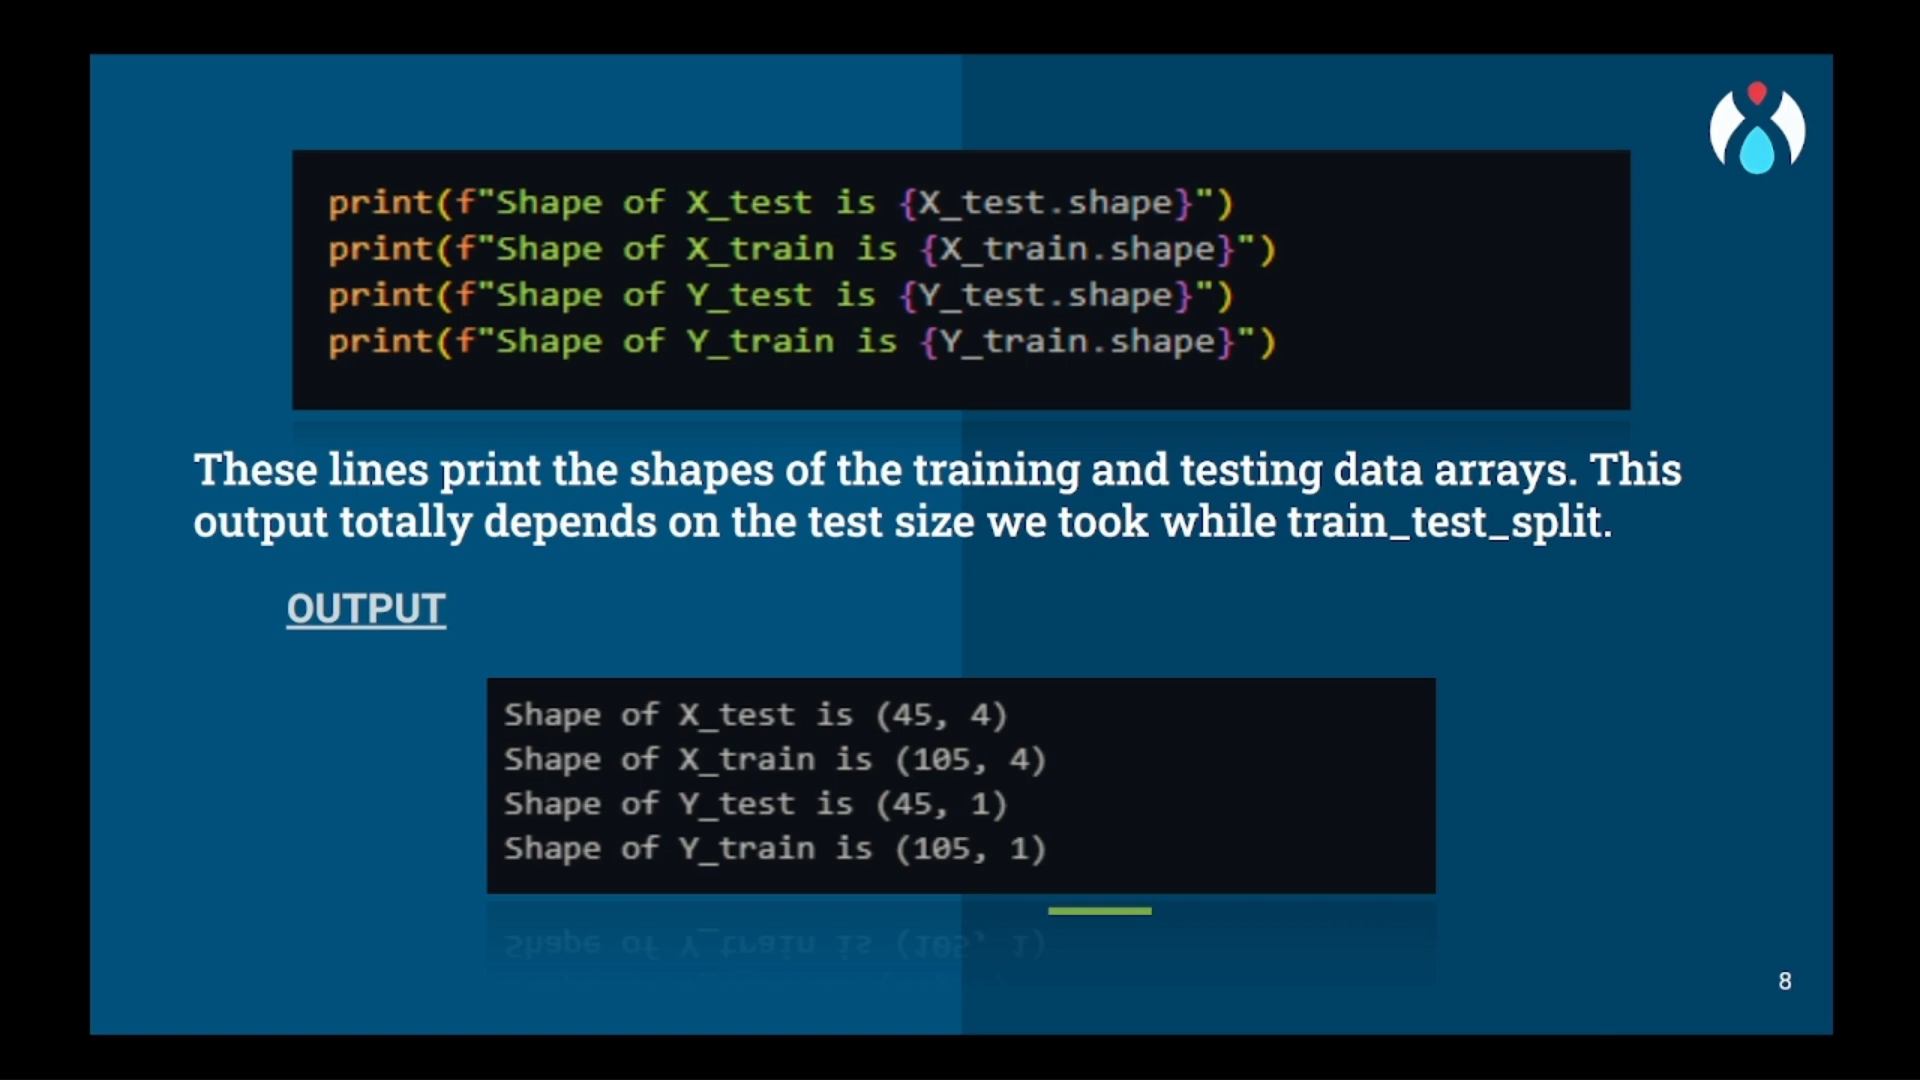 print(f"Shape of X_test is {X_test.shape}")
print(f"Shape of X_train is {X_train.shape}")
print(f"Shape of Y_test is {Y_test.shape}")
print(f"Shape of Y_train is {Y_train.shape}")
These lines print the shapes of the training and testing data arrays. This
output totally depends on the test size we took while train_test_split.
OUTPUT
Shape of X_test is (45, 4)
Shape of X_train is (105, 4)
Shape of Y_test is (45, 1)
Shape of Y_train is (105, 1)
8